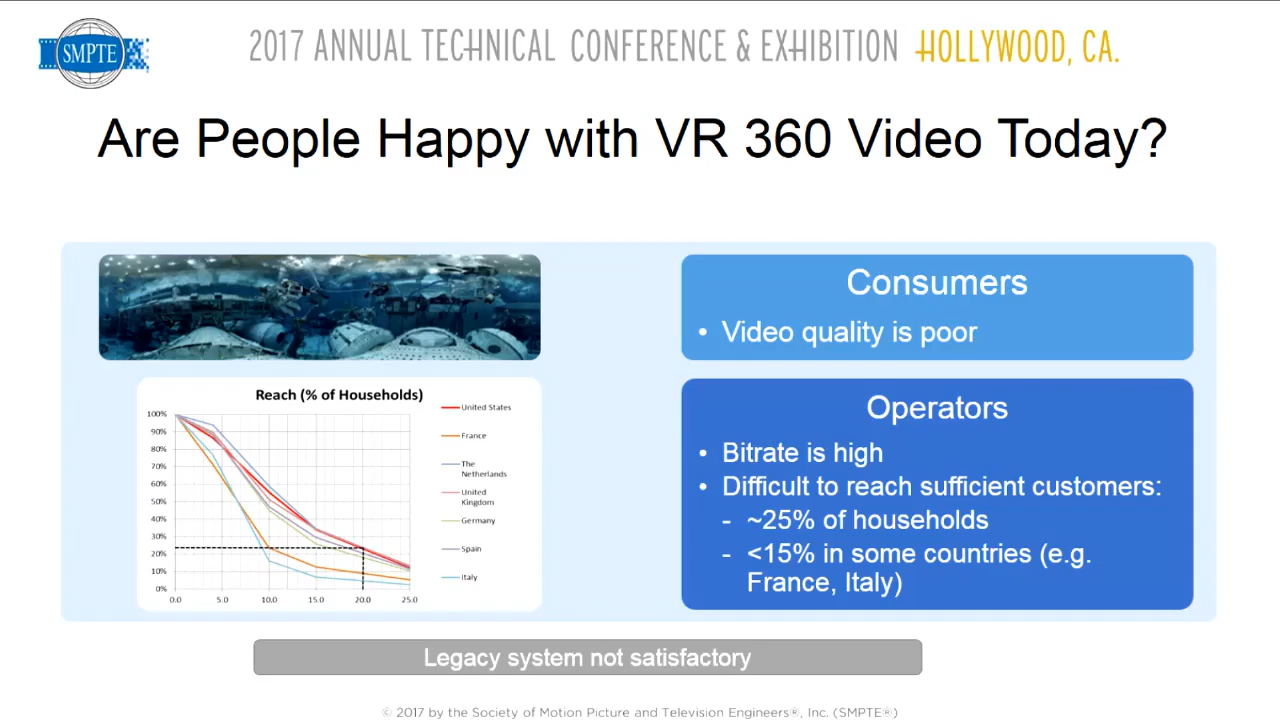 SMPTE
2017 ANNUAL TECHNICAL CONFERENCE & EXHIBITION HOLLYWOOD, CA.
Are People Happy with VR 360 Video Today?
Reach (% of Households)
100%
90%
80%
70%
60%
50%
40%
30%
20%
10%
0%
0.0 5.0 10.0 15.0 20.0 25.0
United States
France
The
Netherlands
United
Kingdom
Germany
Spain
Italy
Consumers
• Video quality is poor
Operators
• Bitrate is high
• Difficult to reach sufficient customers:
- ~25% of households
- <15% in some countries (e.g.
France, Italy)
Legacy system not satisfactory
© 2017 by the Society of Motion Picture and Television Engineers®, Inc. (SMPTE®)